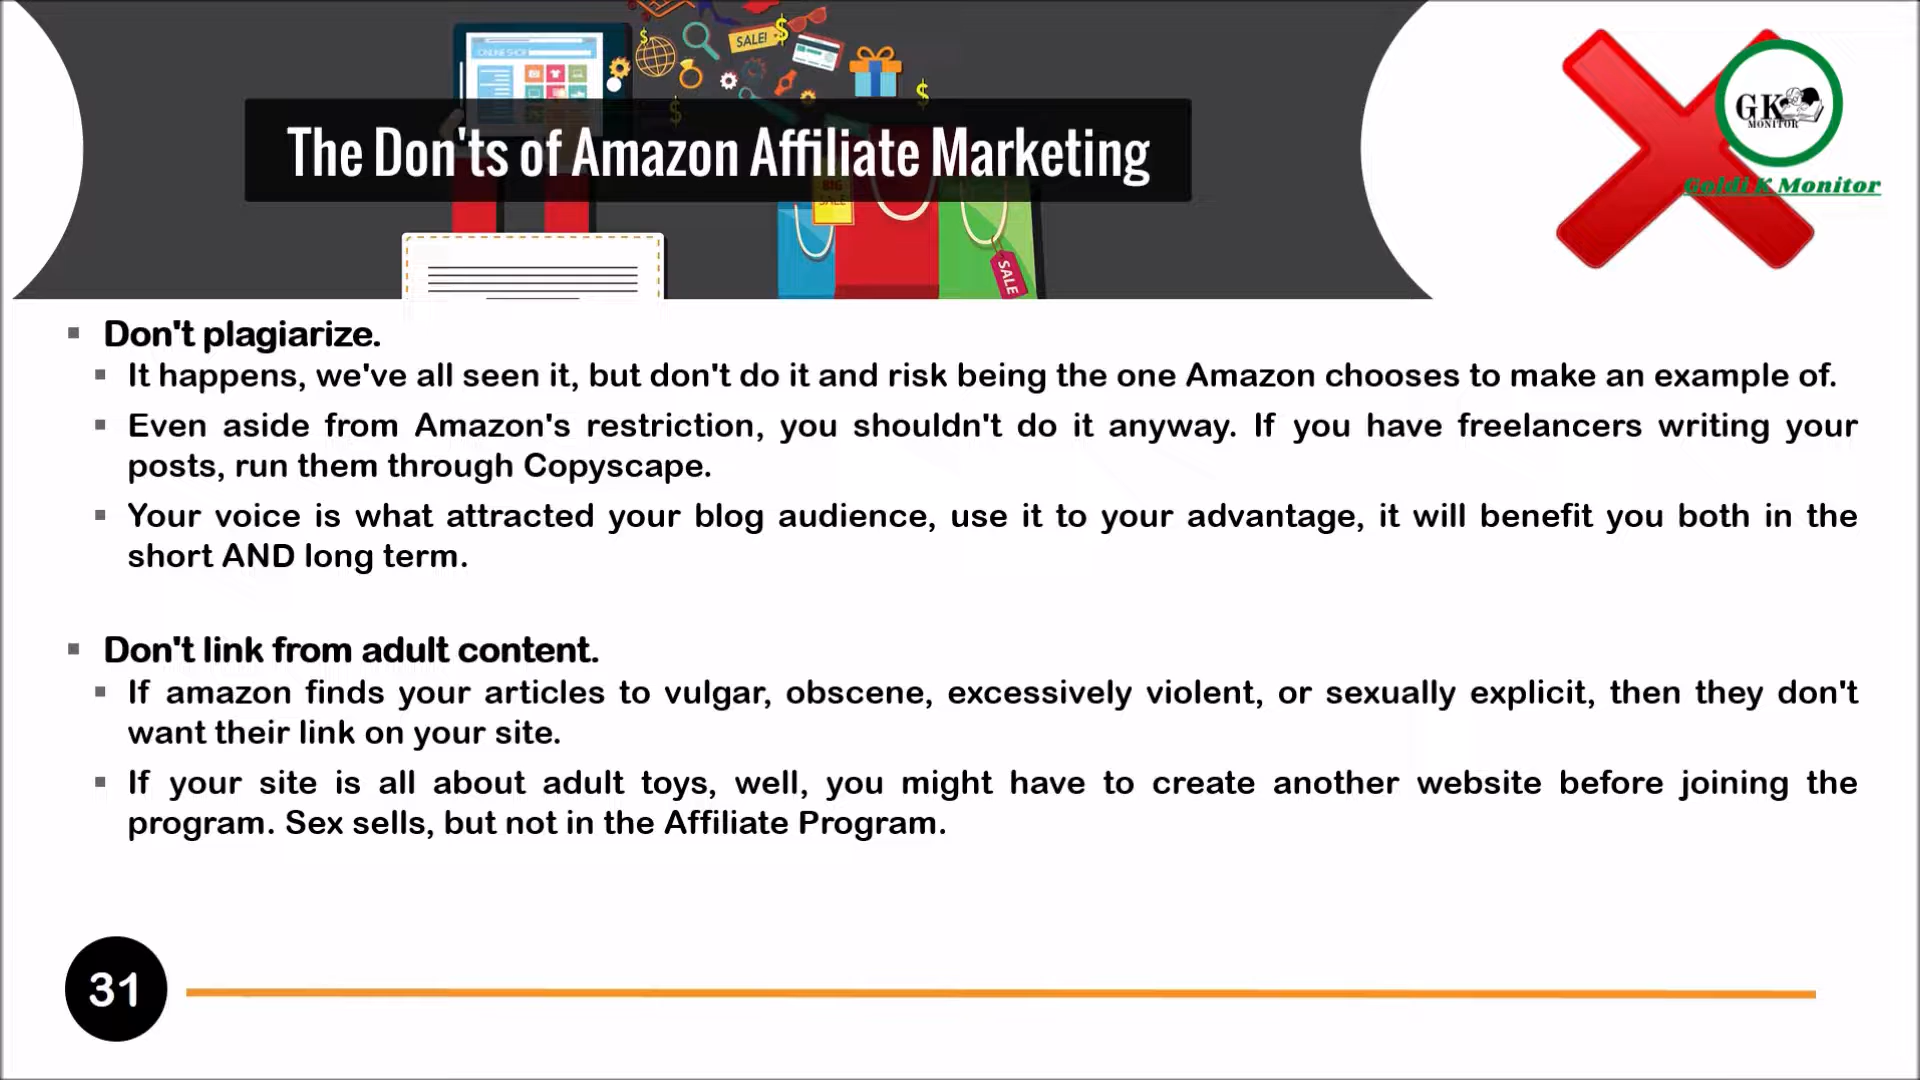 ONLINE SHOP
SALE!
The Don'ts of Amazon Affiliate Marketing
BIG
SALE
SALE
GK
MONITOR
Goldi K Monitor
Don't plagiarize.
It happens, we've all seen it, but don't do it and risk being the one Amazon chooses to make an example of.
Even aside from Amazon's restriction, you shouldn't do it anyway. If you have freelancers writing your
posts, run them through Copyscape.
Your voice is what attracted your blog audience, use it to your advantage, it will benefit you both in the
short AND long term.
Don't link from adult content.
If amazon finds your articles to vulgar, obscene, excessively violent, or sexually explicit, then they don't
want their link on your site.
If your site is all about adult toys, well, you might have to create another website before joining the
program. Sex sells, but not in the Affiliate Program.
31